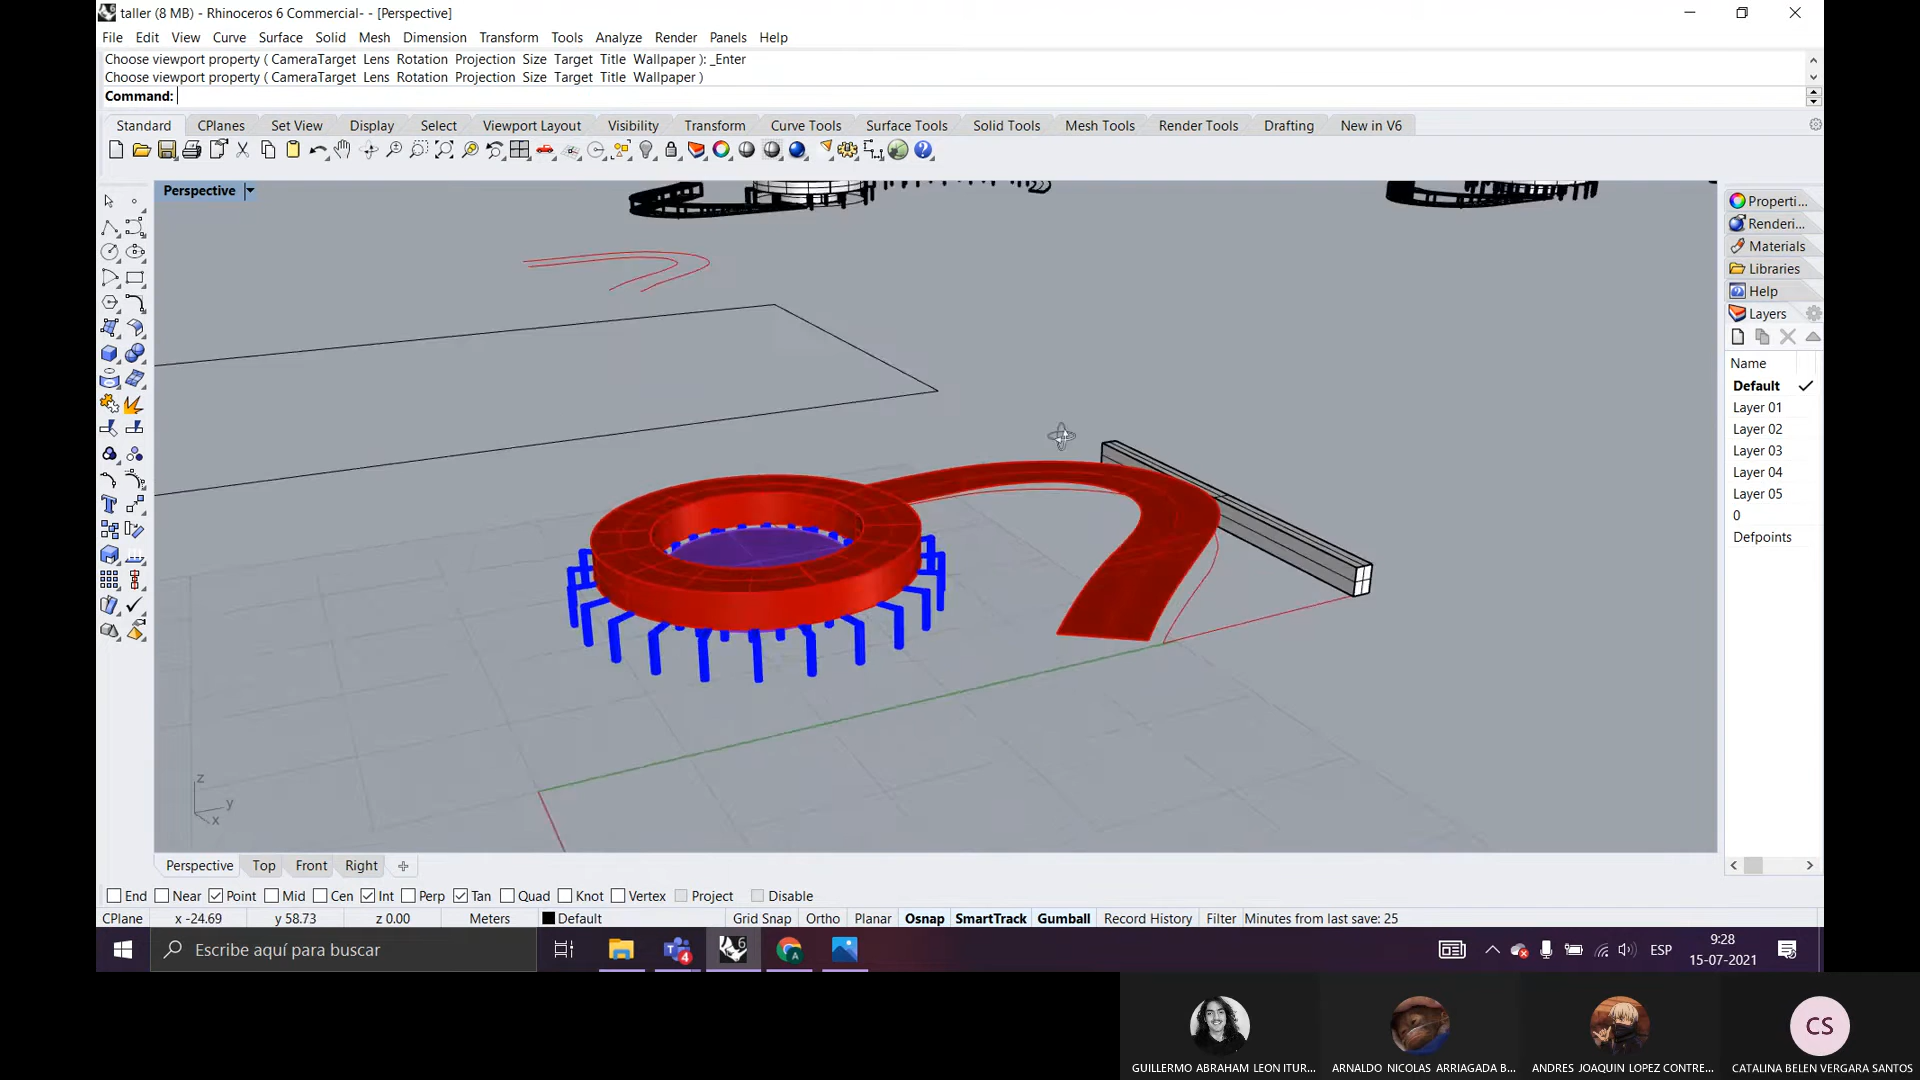 taller (8 MB) - Rhinoceros 6 Commercial- - [Perspective]
File Edit View Curve Surface Solid Mesh Dimension Transform Tools Analyze Render Panels Help
Choose viewport property ( CameraTarget Lens Rotation Projection Size Target Title Wallpaper ): _Enter
Choose viewport property ( CameraTarget Lens Rotation Projection Size Target Title Wallpaper )
Command:
Standard CPlanes Set View Display Select Viewport Layout Visibility Transform Curve Tools Surface Tools Solid Tools Mesh Tools Render Tools Drafting New in V6
Perspective
Properti...
Renderi...
Materials
Libraries
Help
Layers
Name
Default
Layer 01
Layer 02
Layer 03
Layer 04
Layer 05
0
Defpoints
z
y
x
Perspective Top Front Right
End Near Point Mid Cen Int Perp Tan Quad Knot Vertex Project Disable
CPlane x -24.69 y 58.73 z 0.00 Meters Default Grid Snap Ortho Planar Osnap SmartTrack Gumball Record History Filter Minutes from last save: 25
Escribe aquí para buscar
4
6
A
ESP
9:28
15-07-2021
CS
GUILLERMO ABRAHAM LEON ITUR... ARNALDO NICOLAS ARRIAGADA B... ANDRES JOAQUIN LOPEZ CONTRE... CATALINA BELEN VERGARA SANTOS